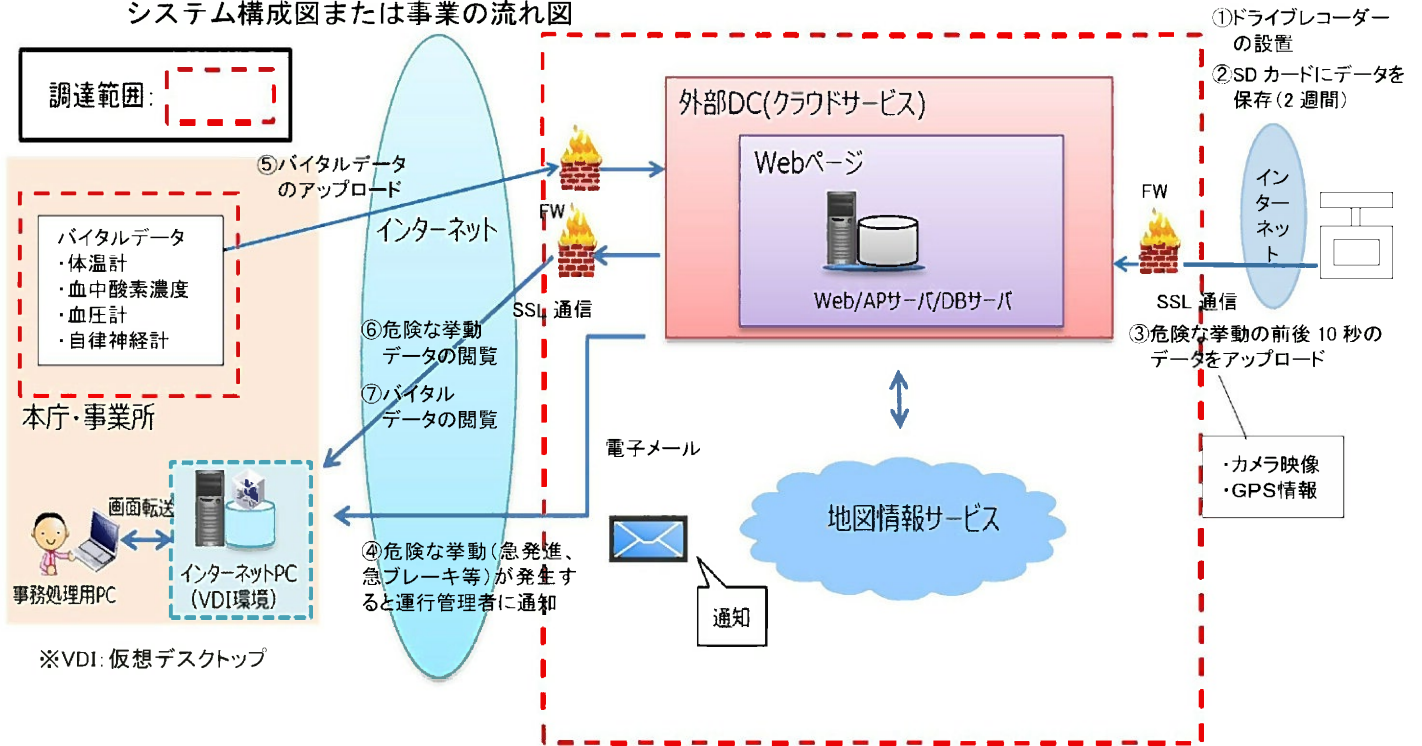 システム構成図または事業の流れ図
調達範囲:
①ドライブレコーダー
の設置
②SDカードにデータを
保存(2週間)
外部DC(クラウドサービス)
Webページ
Web/APサーバ/DBサーバ
⑤バイタルデータ
のアップロード
インターネット
FW
SSL 通信
FW
SSL 通信
イン
ター
ネッ
ト
バイタルデータ
・体温計
・血中酸素濃度
・血圧計
・自律神経計
本庁・事業所
⑥危険な挙動
データの閲覧
⑦バイタル
データの閲覧
③危険な挙動の前後 10 秒の
データをアップロード
・カメラ映像
・GPS情報
電子メール
地図情報サービス
通知
画面転送
事務処理用PC
インターネットPC
(VDI環境)
④危険な挙動(急発進、
急ブレーキ等)が発生す
ると運行管理者に通知
※VDI: 仮想デスクトップ